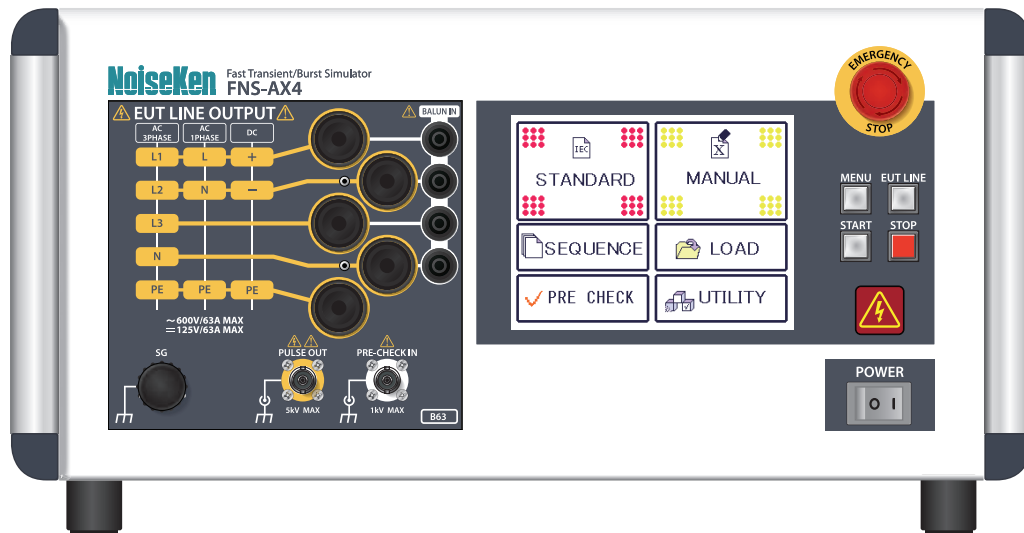 NoiseKen
Fast Transient/Burst Simulator
FNS-AX4
EUT LINE OUTPUT
BALUN IN
AC 3PHASE
AC 1PHASE
DC
L1 L +
L2 N −
L3
N
PE PE PE
~600V/63A MAX
⎓125V/63A MAX
SG
PULSE OUT
5kV MAX
PRE-CHECK IN
1kV MAX
B63
IEC
STANDARD
X
MANUAL
SEQUENCE
LOAD
PRE CHECK
UTILITY
EMERGENCY
STOP
MENU
EUT LINE
START
STOP
POWER
O I